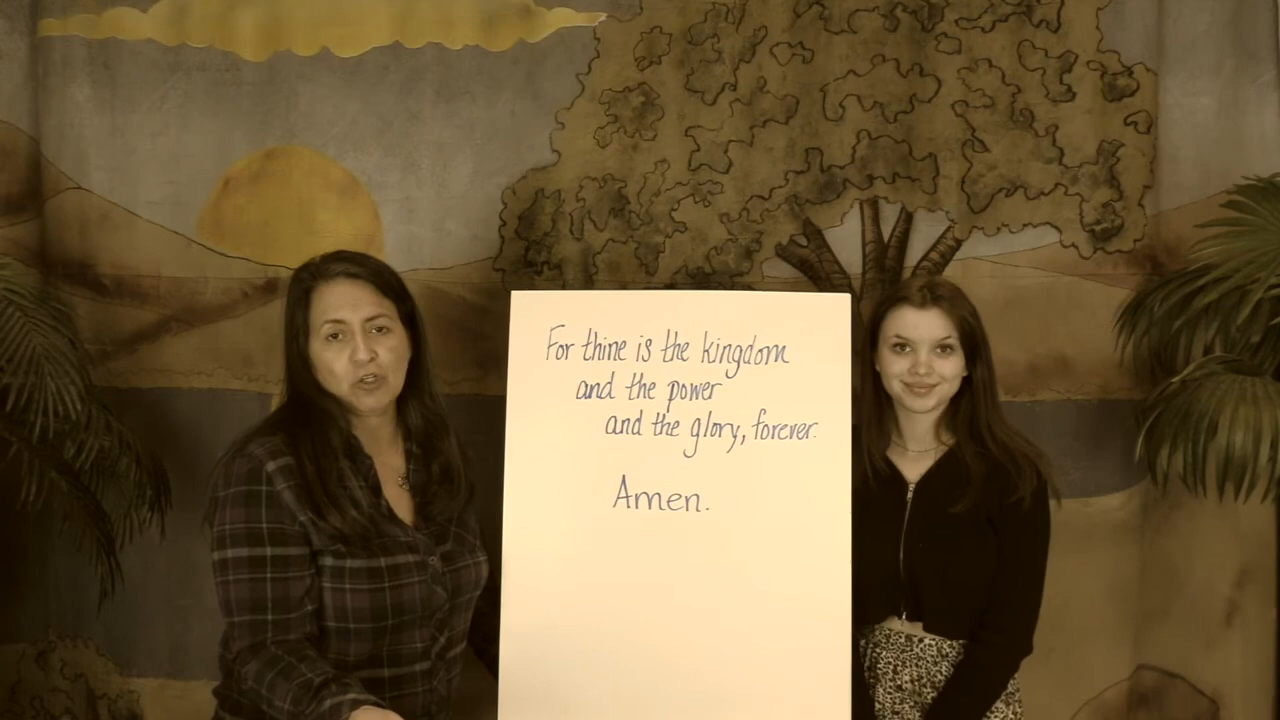 For thine is the kingdom
and the power
and the glory, forever.
Amen.